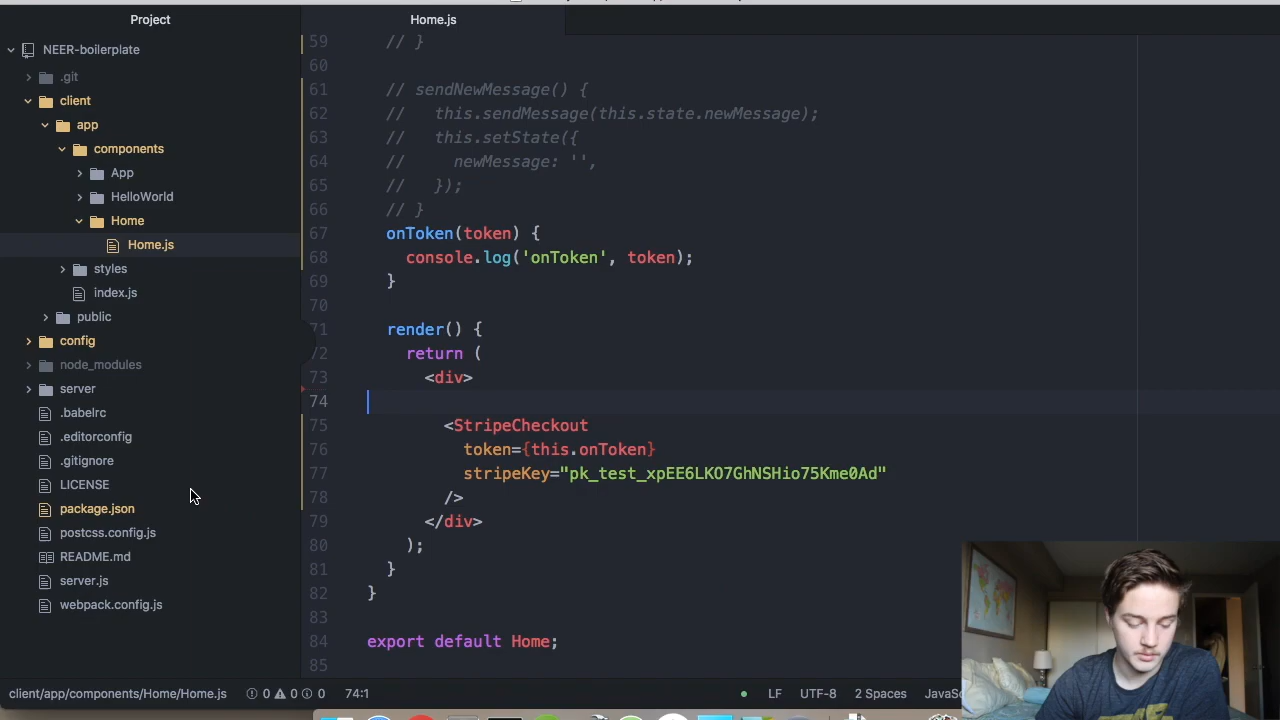 Project
NEER-boilerplate
.git
client
app
components
App
HelloWorld
Home
Home.js
styles
index.js
public
config
node_modules
server
.babelrc
.editorconfig
.gitignore
LICENSE
package.json
postcss.config.js
README.md
server.js
webpack.config.js
Home.js
59 // }
60
61 // sendNewMessage() {
62 // this.sendMessage(this.state.newMessage);
63 // this.setState({
64 // newMessage: '',
65 // });
66 // }
67 onToken(token) {
68 console.log('onToken', token);
69 }
70
71 render() {
72 return (
73 <div>
74
75 <StripeCheckout
76 token={this.onToken}
77 stripeKey="pk_test_xpEE6LKO7GhNSHio75Kme0Ad"
78 />
79 </div>
80 );
81 }
82 }
83
84 export default Home;
85
client/app/components/Home/Home.js 0 0 0 74:1 LF UTF-8 2 Spaces